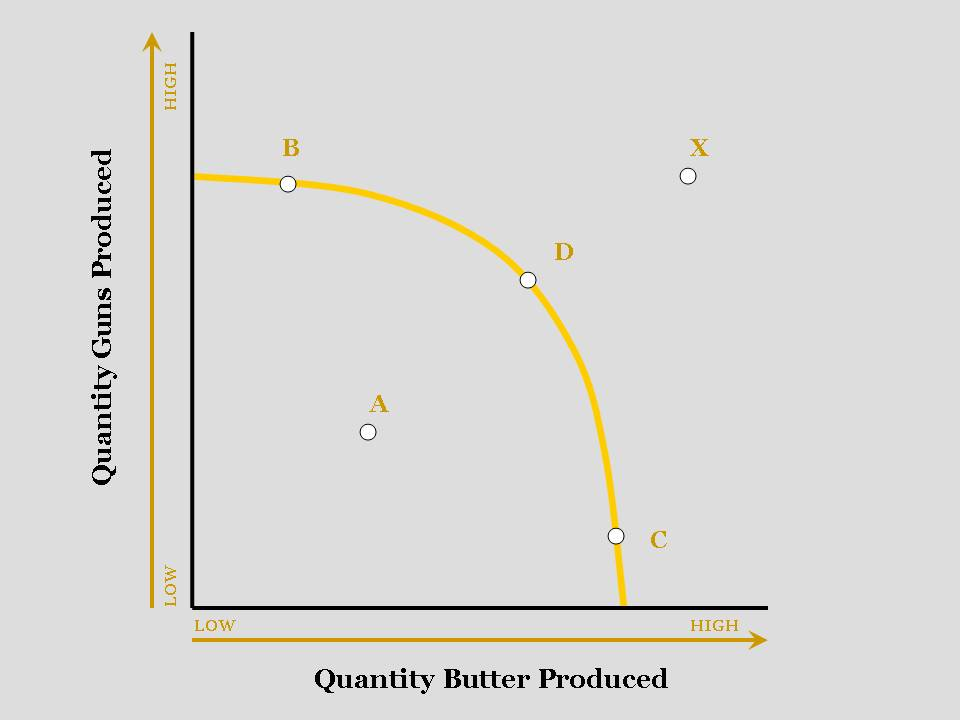 HIGH
Quantity Guns Produced
B
X
D
A
C
LOW
LOW
HIGH
Quantity Butter Produced